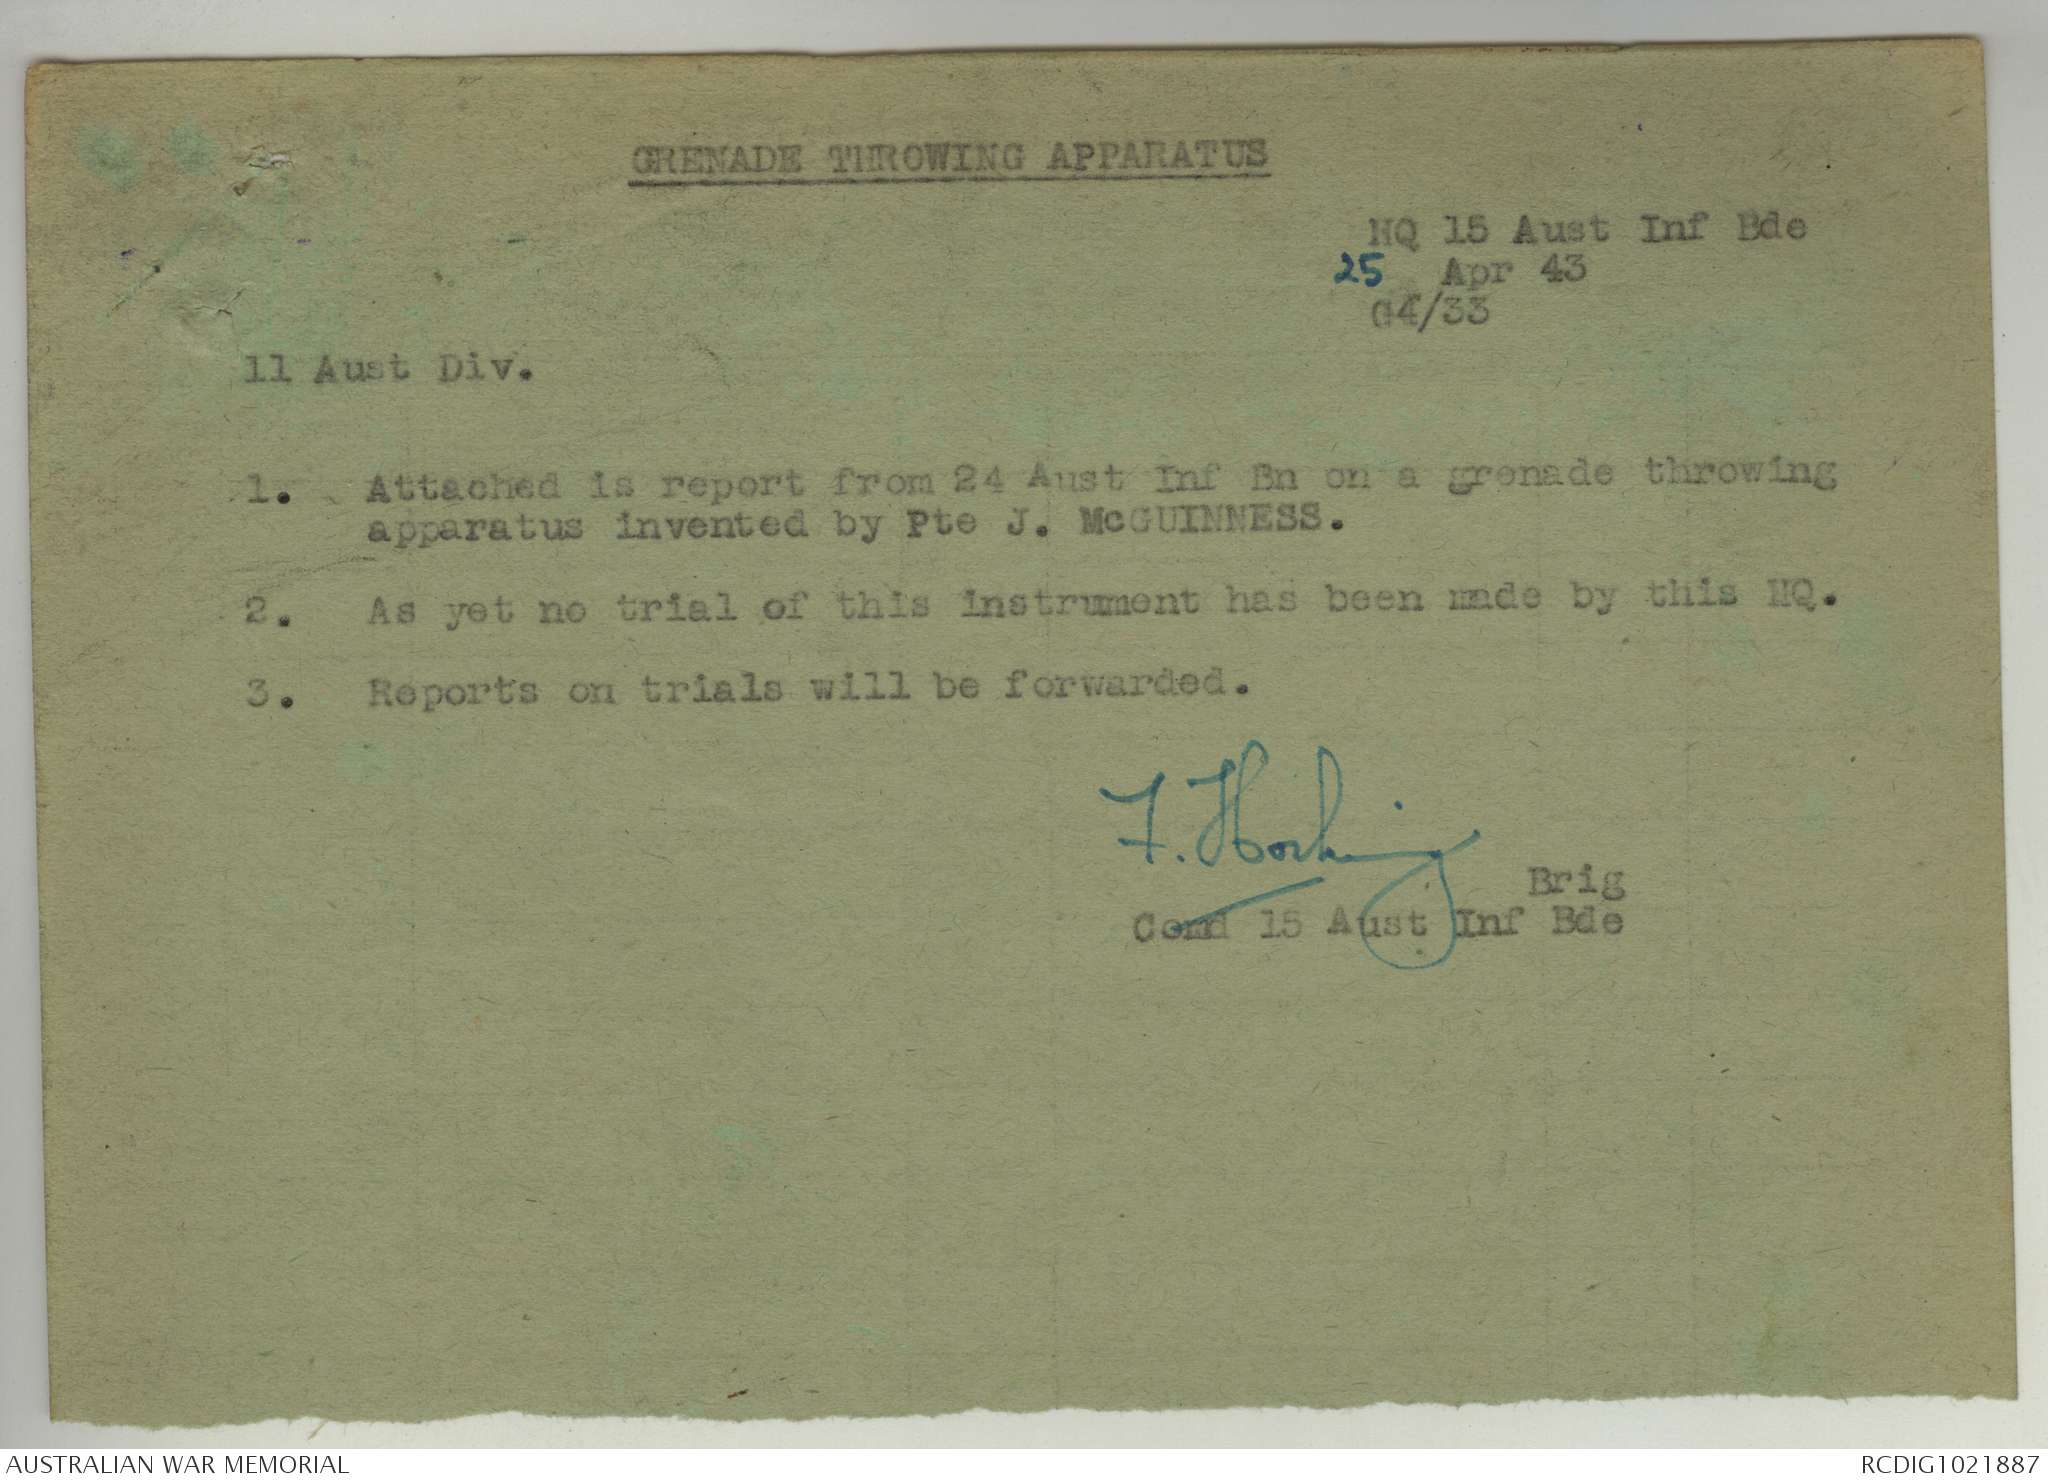 GRENADE THROWING APPARATUS
HQ 15 Aust Inf Bde
25 Apr 43
G4/33
11 Aust Div.
1. Attached is report from 24 Aust Inf Bn on a grenade throwing
apparatus invented by Pte J. McGUINNESS.
2. As yet no trial of this instrument has been made by this HQ.
3. Reports on trials will be forwarded.
F. Hosking
Brig
Comd 15 Aust Inf Bde
AUSTRALIAN WAR MEMORIAL
RCDIG1021887